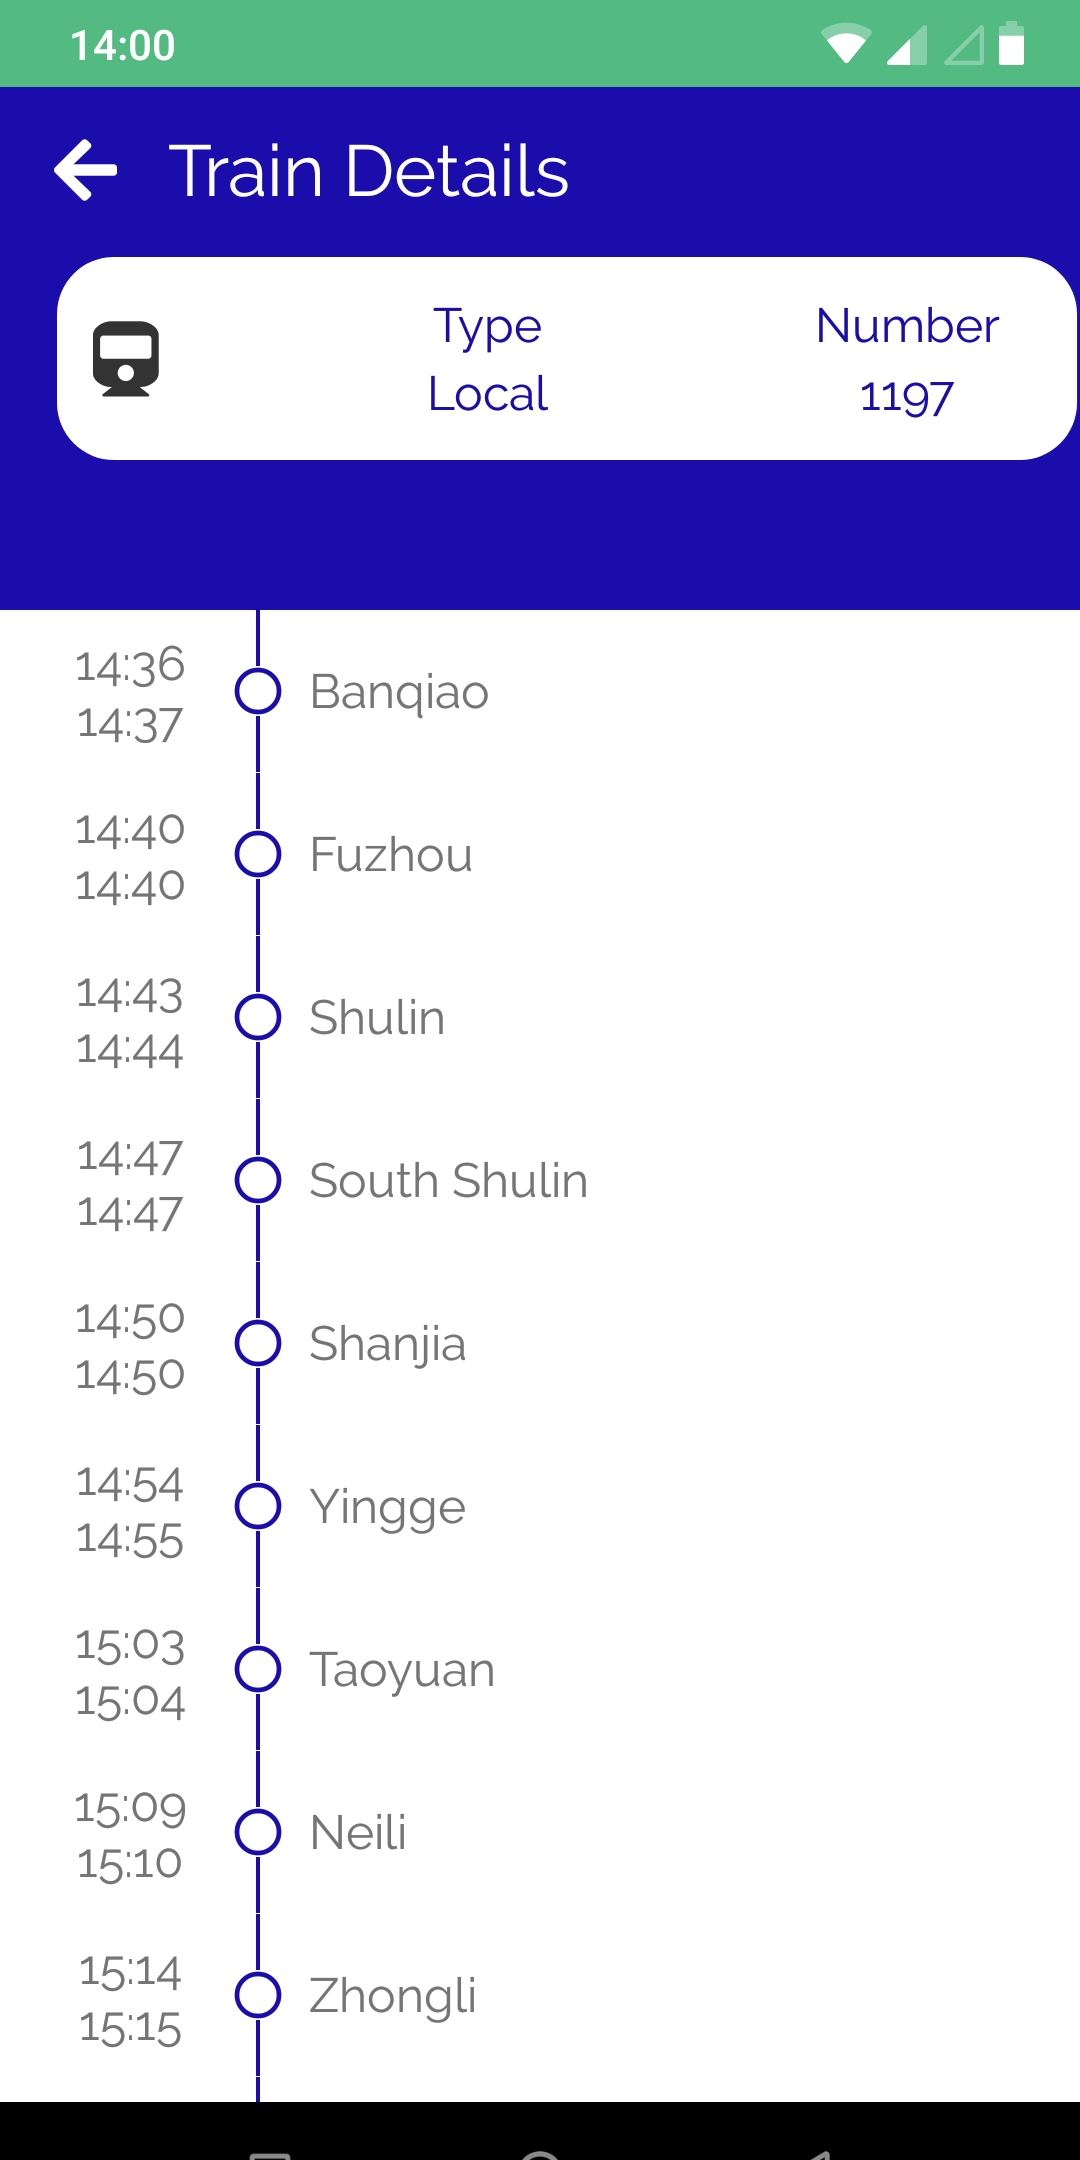 14:00
Train Details
Type
Number
Local
1197
14:36
14:37
Banqiao
14:40
14:40
Fuzhou
14:43
14:44
Shulin
14:47
14:47
South Shulin
14:50
14:50
Shanjia
14:54
14:55
Yingge
15:03
15:04
Taoyuan
15:09
15:10
Neili
15:14
15:15
Zhongli